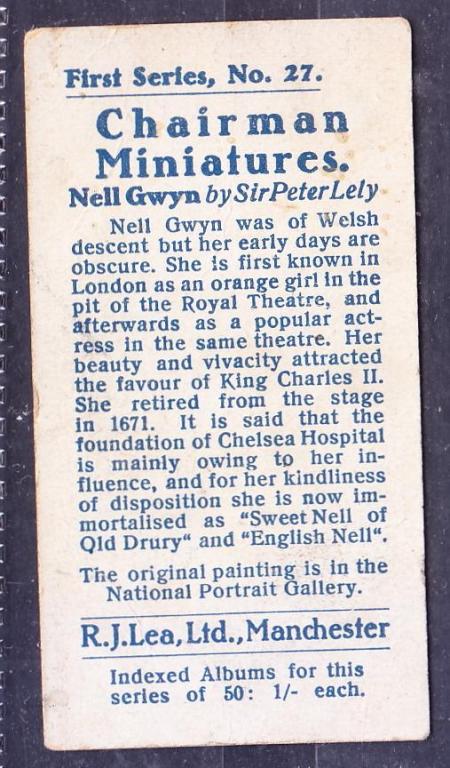 First Series, No. 27.
Chairman
Miniatures.
Nell Gwyn by Sir Peter Lely
Nell Gwyn was of Welsh
descent but her early days are
obscure. She is first known in
London as an orange girl in the
pit of the Royal Theatre, and
afterwards as a popular act-
ress in the same theatre. Her
beauty and vivacity attracted
the favour of King Charles II.
She retired from the stage
in 1671. It is said that the
foundation of Chelsea Hospital
is mainly owing to her in-
fluence, and for her kindliness
of disposition she is now im-
mortalised as “Sweet Nell of
Old Drury“ and “English Nell“.
The original painting is in the
National Portrait Gallery.
R.J.Lea, Ltd., Manchester
Indexed Albums for this
series of 50: 1/- each.